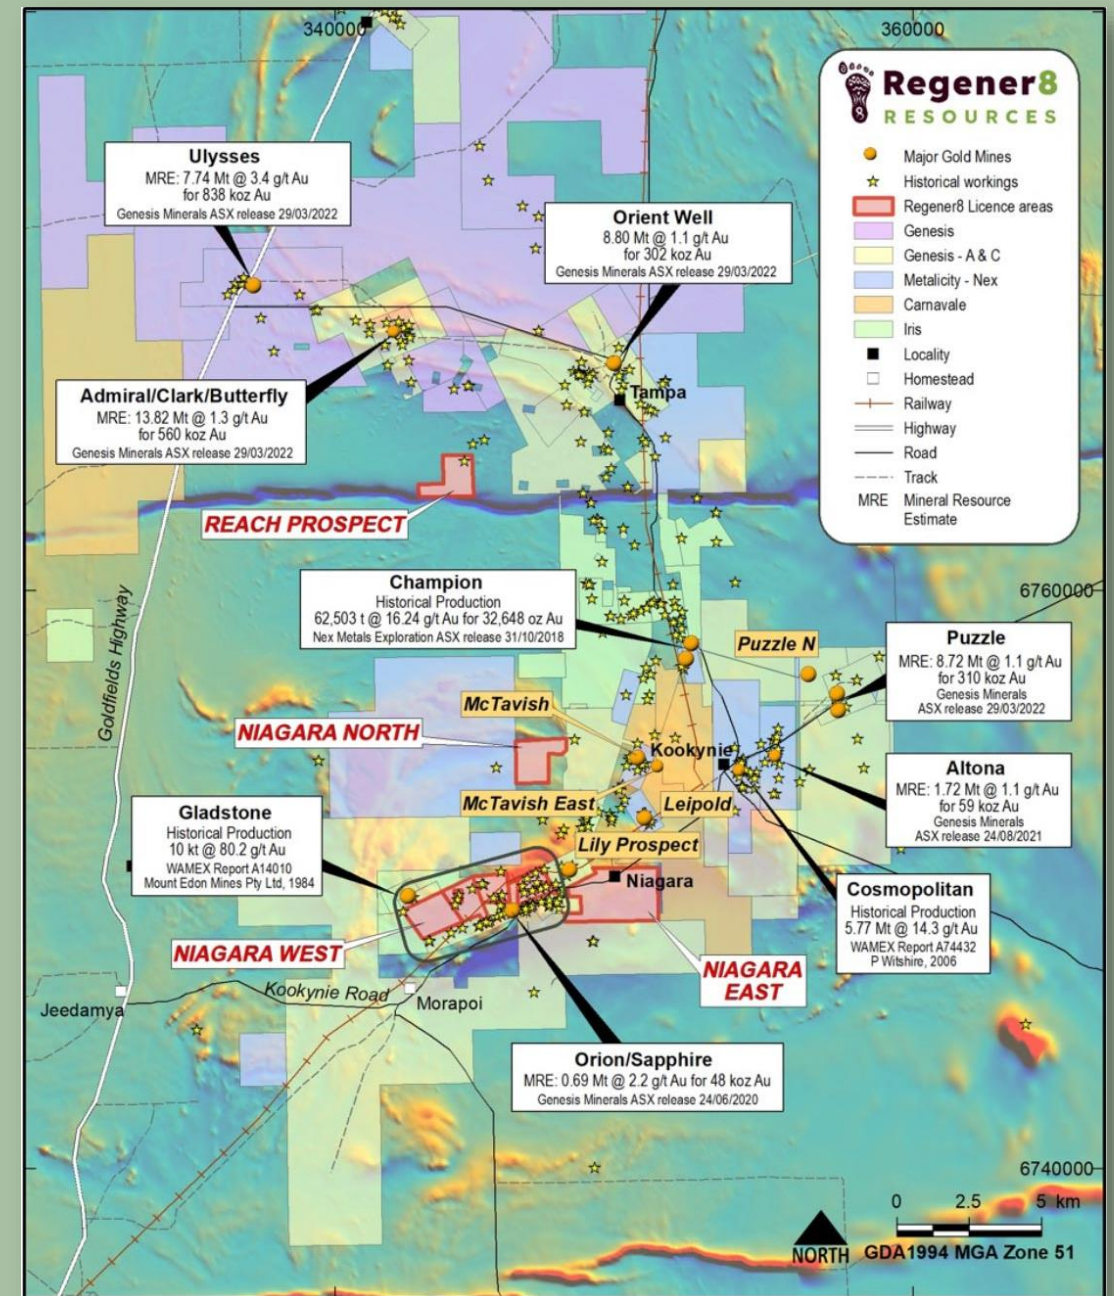 340000
360000
Regener8
RESOURCES
8
Major Gold Mines
Historical workings
Regener8 Licence areas
Genesis
Genesis - A & C
Metalicity - Nex
Carnavale
Iris
Locality
Homestead
Railway
Highway
Road
Track
MRE Mineral Resource
Estimate
Ulysses
MRE: 7.74 Mt @ 3.4 g/t Au
for 838 koz Au
Genesis Minerals ASX release 29/03/2022
Orient Well
8.80 Mt @ 1.1 g/t Au
for 302 koz Au
Genesis Minerals ASX release 29/03/2022
Admiral/Clark/Butterfly
MRE: 13.82 Mt @ 1.3 g/t Au
for 560 koz Au
Genesis Minerals ASX release 29/03/2022
Tampa
REACH PROSPECT
Champion
Historical Production
62,503 t @ 16.24 g/t Au for 32,648 oz Au
Nex Metals Exploration ASX release 31/10/2018
6760000
Goldfields Highway
Puzzle N
Puzzle
MRE: 8.72 Mt @ 1.1 g/t Au
for 310 koz Au
Genesis Minerals
ASX release 29/03/2022
McTavish
NIAGARA NORTH
Kookynie
Altona
MRE: 1.72 Mt @ 1.1 g/t Au
for 59 koz Au
Genesis Minerals
ASX release 24/08/2021
McTavish East
Leipold
Gladstone
Historical Production
10 kt @ 80.2 g/t Au
WAMEX Report A14010
Mount Edon Mines Pty Ltd, 1984
Lily Prospect
Niagara
Cosmopolitan
Historical Production
5.77 Mt @ 14.3 g/t Au
WAMEX Report A74432
P Witshire, 2006
NIAGARA WEST
NIAGARA
EAST
Kookynie Road
Jeedamya
Morapoi
Orion/Sapphire
MRE: 0.69 Mt @ 2.2 g/t Au for 48 koz Au
Genesis Minerals ASX release 24/06/2020
6740000
0 2.5 5 km
NORTH
GDA1994 MGA Zone 51